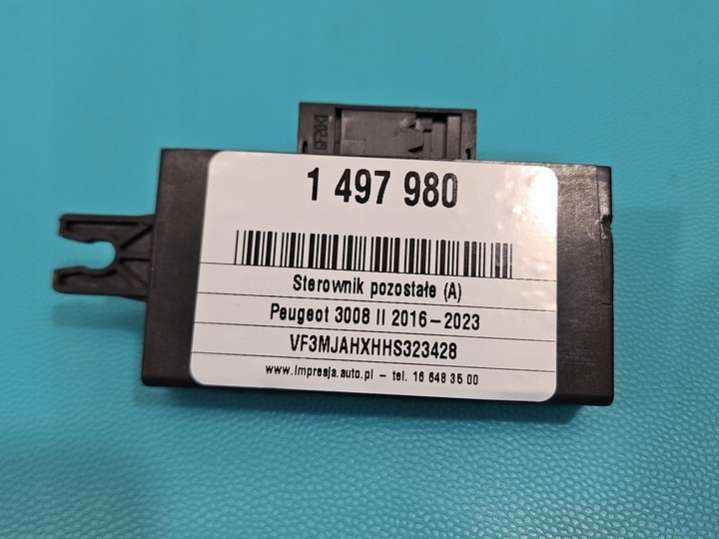 1 497 980
Sterownik pozostałe (A)
Peugeot 3008 II 2016-2023
VF3MJAHXHHS323428
www.impresja.auto.pl - tel. 16 648 35 00